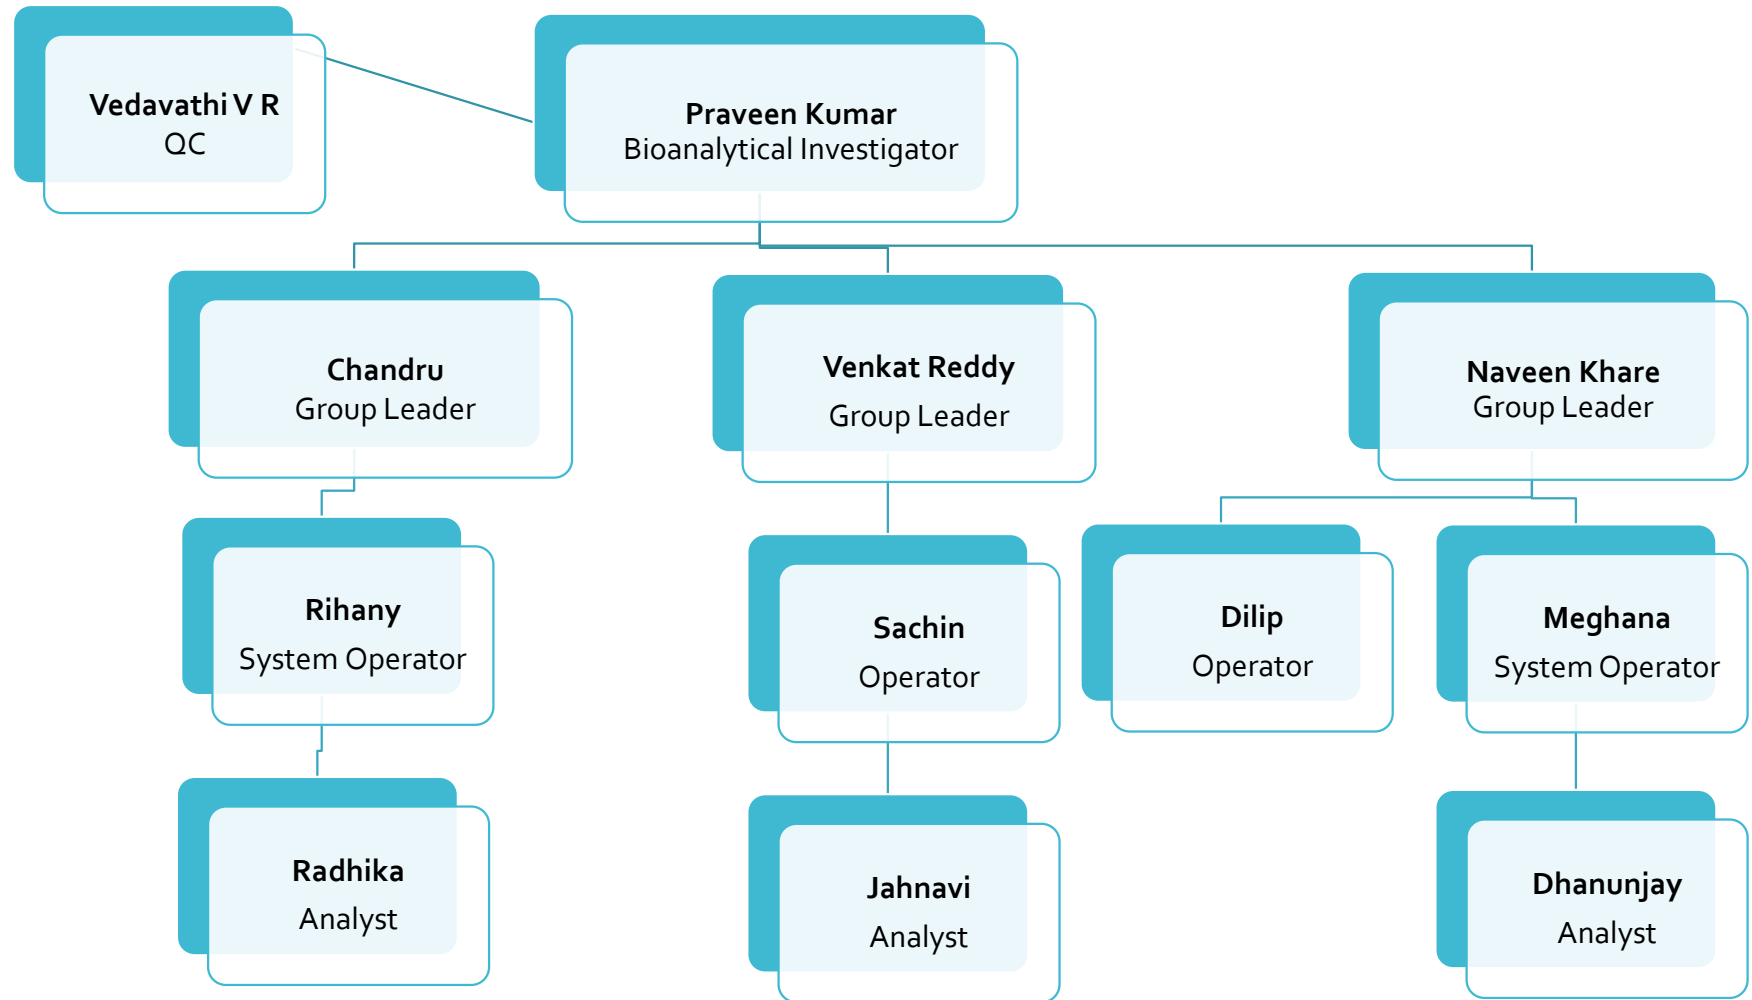 Vedavathi V R
QC
Praveen Kumar
Bioanalytical Investigator
Chandru
Group Leader
Venkat Reddy
Group Leader
Naveen Khare
Group Leader
Rihany
System Operator
Sachin
Operator
Dilip
Operator
Meghana
System Operator
Radhika
Analyst
Jahnavi
Analyst
Dhanunjay
Analyst